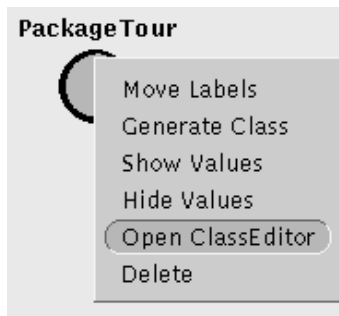 PackageTour
Move Labels
Generate Class
Show Values
Hide Values
Open ClassEditor
Delete